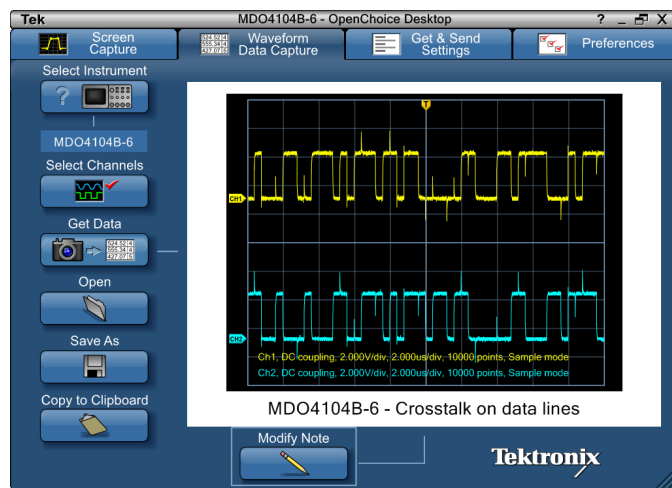 Tek
MDO4104B-6 - OpenChoice Desktop
? _ X
Screen
Capture
Waveform
Data Capture
Get & Send
Settings
Preferences
Select Instrument
?
MDO4104B-6
Select Channels
Get Data
Open
Save As
Copy to Clipboard
T
CH1
CH2
Ch1, DC coupling, 2.000V/div, 2.000us/div, 10000 points, Sample mode
Ch2, DC coupling, 2.000V/div, 2.000us/div, 10000 points, Sample mode
MDO4104B-6 - Crosstalk on data lines
Modify Note
Tektronix